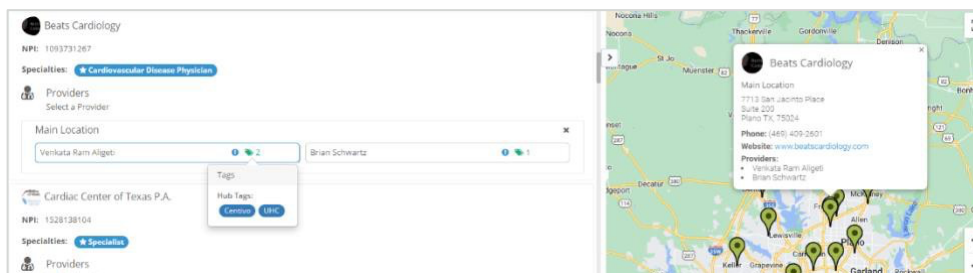 Beats Cardiology
NPI: 1093731267
Specialties: ★ Cardiovascular Disease Physician
Providers
Select a Provider
Main Location ×
Venkata Ram Aligeti 2
Brian Schwartz 1
Tags
Hub Tags:
Centivo UHC
Cardiac Center of Texas P.A.
NPI: 1528138104
Specialties: ★ Specialist
Providers
Nocona Hills
Nocona
Thackerville
Gordonville
Denison
St Jo
Muenster
Beats Cardiology
Main Location
7713 San Jacinto Place
Suite 200
Plano TX, 75024
Phone: (469) 409-2601
Website: www.beatscardiology.com
Providers:
• Venkata Ram Aligeti
• Brian Schwartz
Decatur
McKinney
Allen
Lewisville
Plano
Keller
Grapevine
Garland
Rockwall